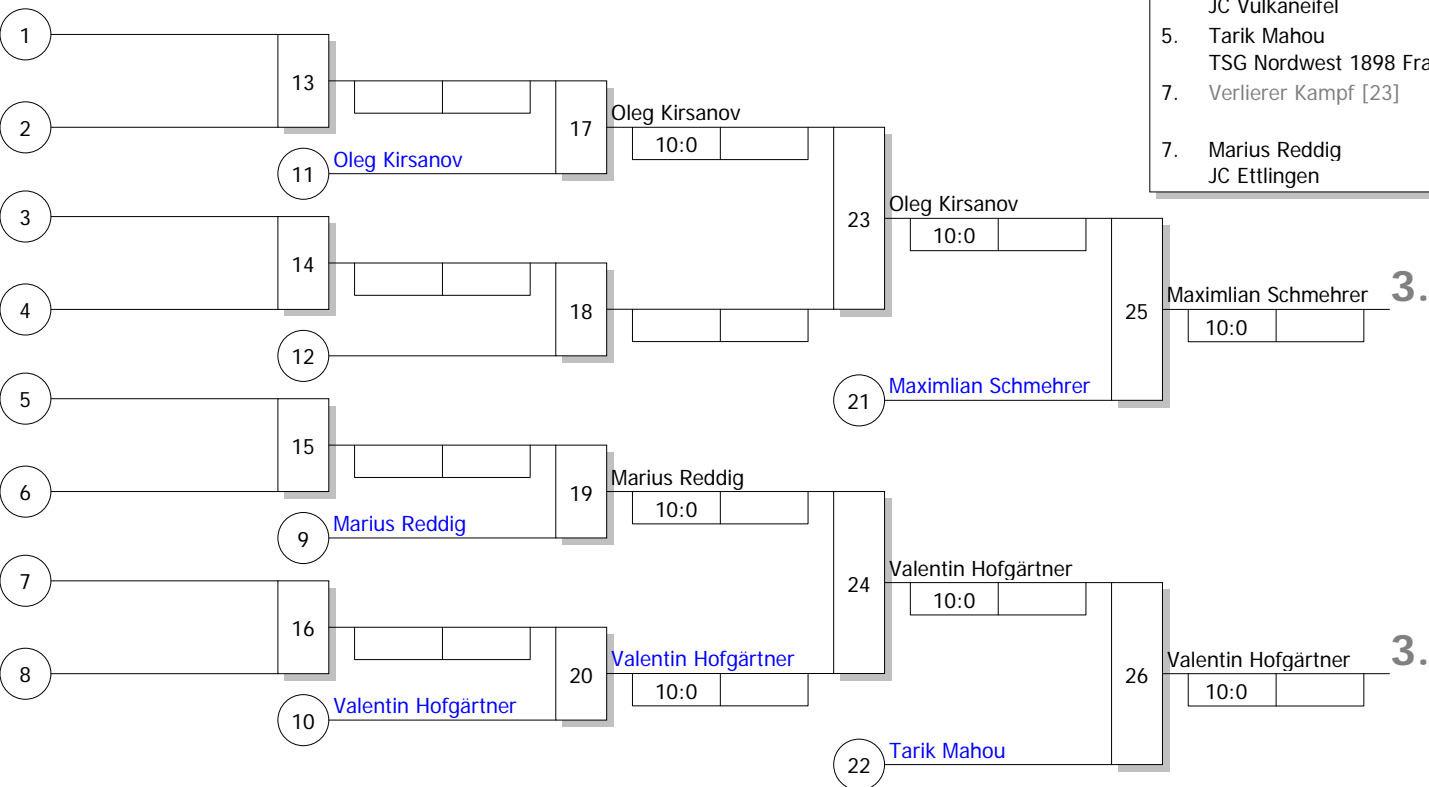 JC Vulkaneifel
1
5. Tarik Mahou
TSG Nordwest 1898 Fra
13
7. Verlierer Kampf [23]
Oleg Kirsanov
2
17
10:0
7. Marius Reddig
Oleg Kirsanov
11
JC Ettlingen
3
Oleg Kirsanov
23
10:0
14
Maximlian Schmehrer 3.
4
18
25
10:0
12
Maximlian Schmehrer
5
21
15
Marius Reddig
6
19
10:0
Marius Reddig
9
Valentin Hofgärtner
7
24
10:0
16
Valentin Hofgärtner
Valentin Hofgärtner 3.
8
20
26
10:0
10:0
Valentin Hofgärtner
10
Tarik Mahou
22